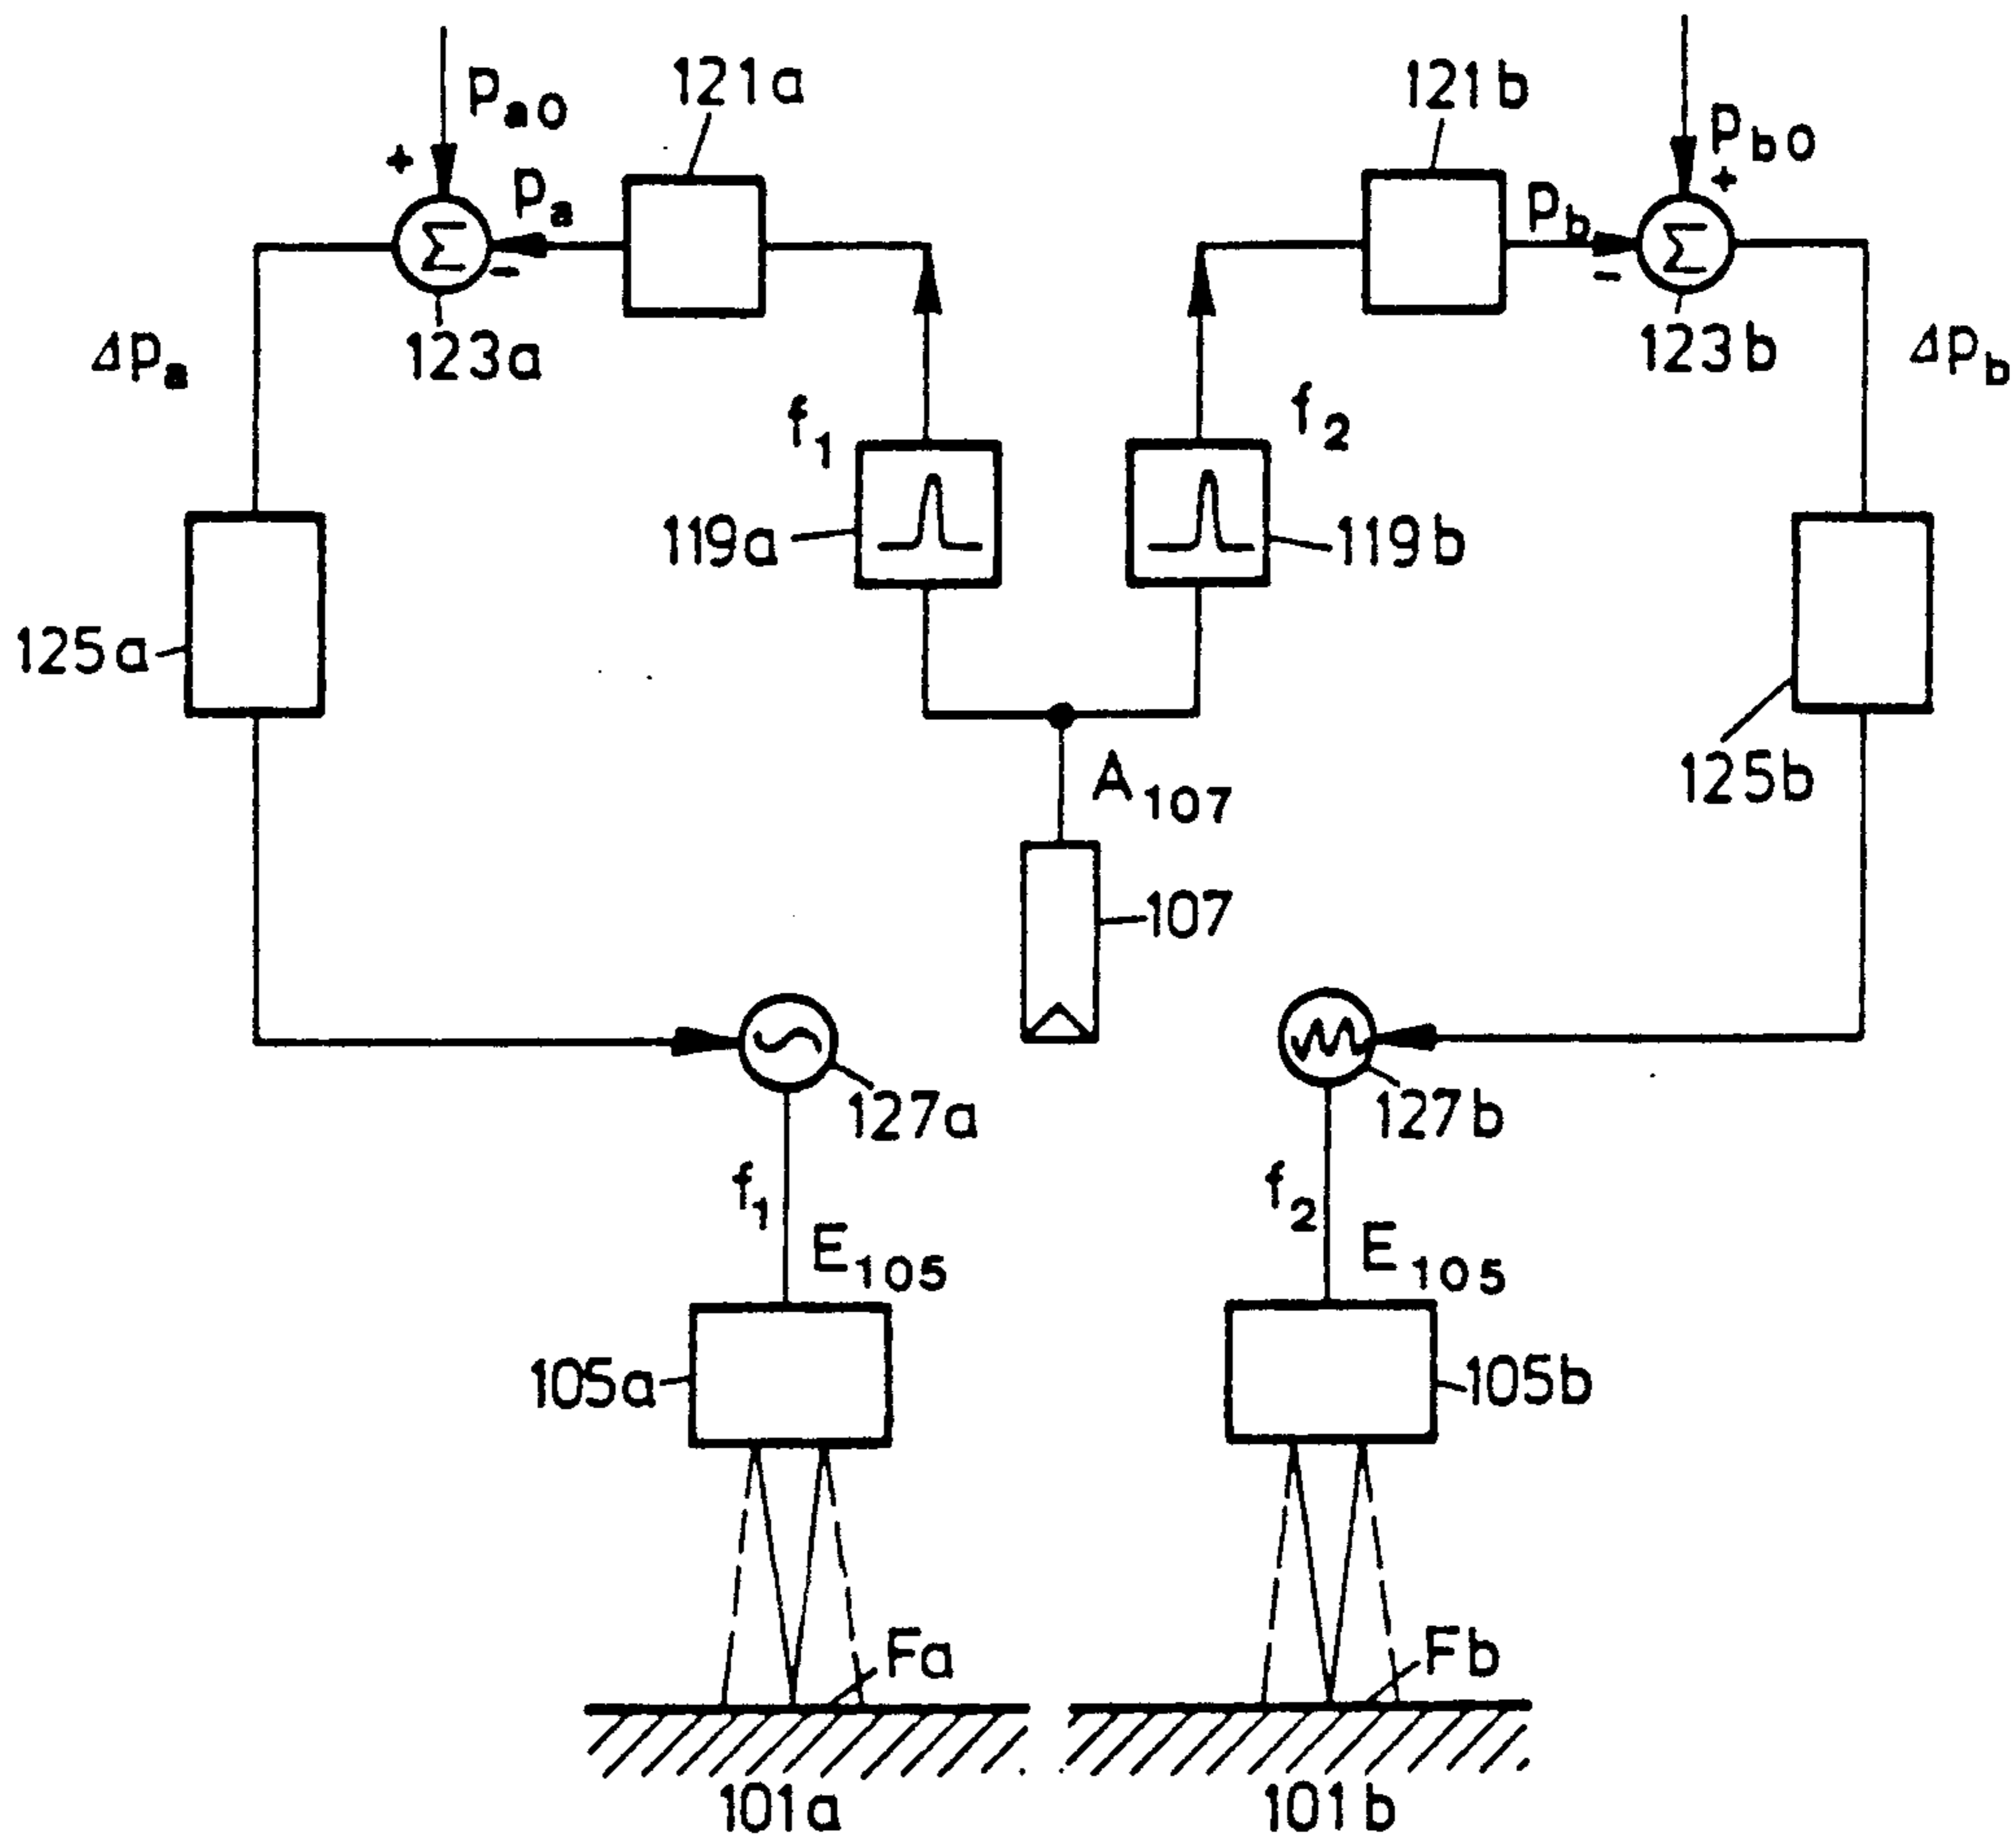 p_ao
121a
121b
p_bo
+
p_a
Σ
-
p_b
+
Σ
-
123a
123b
Δp_a
Δp_b
f_1
f_2
119a
119b
125a
125b
A_107
107
127a
127b
f_1
f_2
E_105
E_105
105a
105b
Fa
Fb
101a
101b